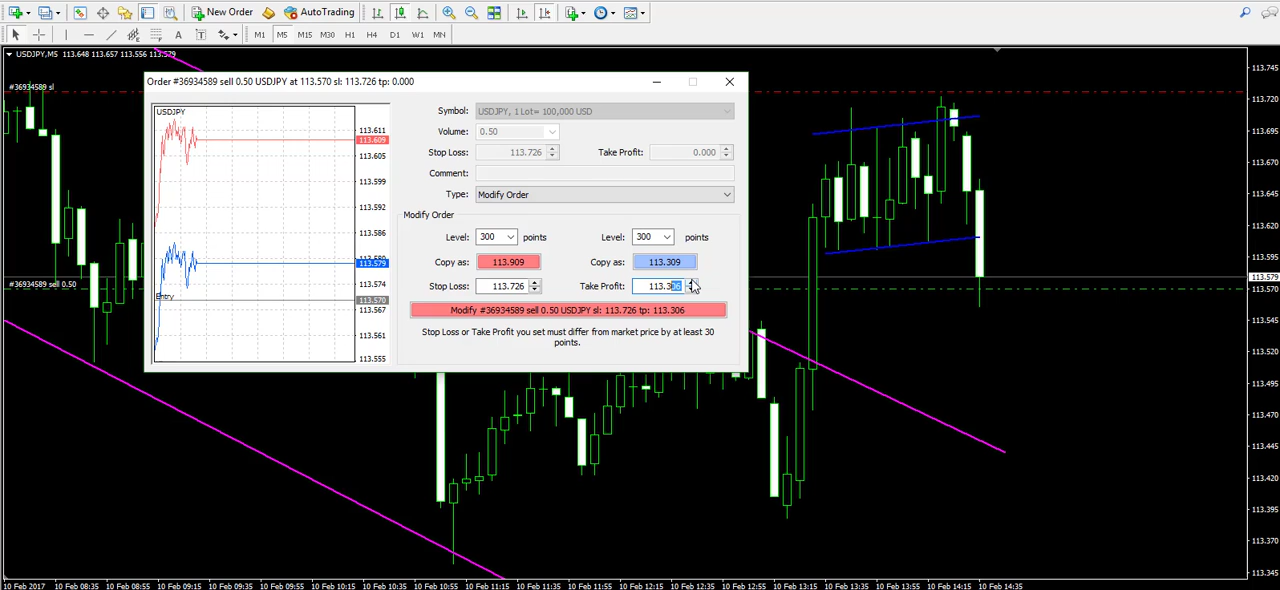 New Order
AutoTrading
A
T
M1 M5 M15 M30 H1 H4 D1 W1 MN
USDJPY,M5 113.648 113.657 113.556 113.579
#36934589 sl
#36934589 sell 0.50
Order #36934589 sell 0.50 USDJPY at 113.570 sl: 113.726 tp: 0.000
USDJPY
113.611
113.609
113.605
113.599
113.592
113.586
113.580
113.579
113.574
113.570
113.567
113.561
113.555
Entry
Symbol: USDJPY, 1 Lot= 100,000 USD
Volume: 0.50
Stop Loss: 113.726 Take Profit: 0.000
Comment:
Type: Modify Order
Modify Order
Level: 300 points Level: 300 points
Copy as: 113.909 Copy as: 113.309
Stop Loss: 113.726 Take Profit: 113.306
Modify #36934589 sell 0.50 USDJPY sl: 113.726 tp: 113.306
Stop Loss or Take Profit you set must differ from market price by at least 30
points.
113.745
113.720
113.695
113.670
113.645
113.620
113.595
113.579
113.570
113.545
113.520
113.495
113.470
113.445
113.420
113.395
113.370
113.345
10 Feb 2017 10 Feb 08:35 10 Feb 08:55 10 Feb 09:15 10 Feb 09:35 10 Feb 09:55 10 Feb 10:15 10 Feb 10:35 10 Feb 10:55 10 Feb 11:15 10 Feb 11:35 10 Feb 11:55 10 Feb 12:15 10 Feb 12:35 10 Feb 12:55 10 Feb 13:15 10 Feb 13:35 10 Feb 13:55 10 Feb 14:15 10 Feb 14:35